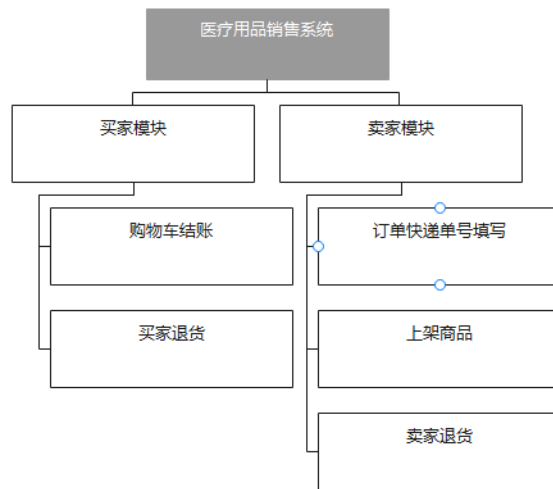 医疗用品销售系统
买家模块
卖家模块
购物车结账
订单快递单号填写
买家退货
上架商品
卖家退货